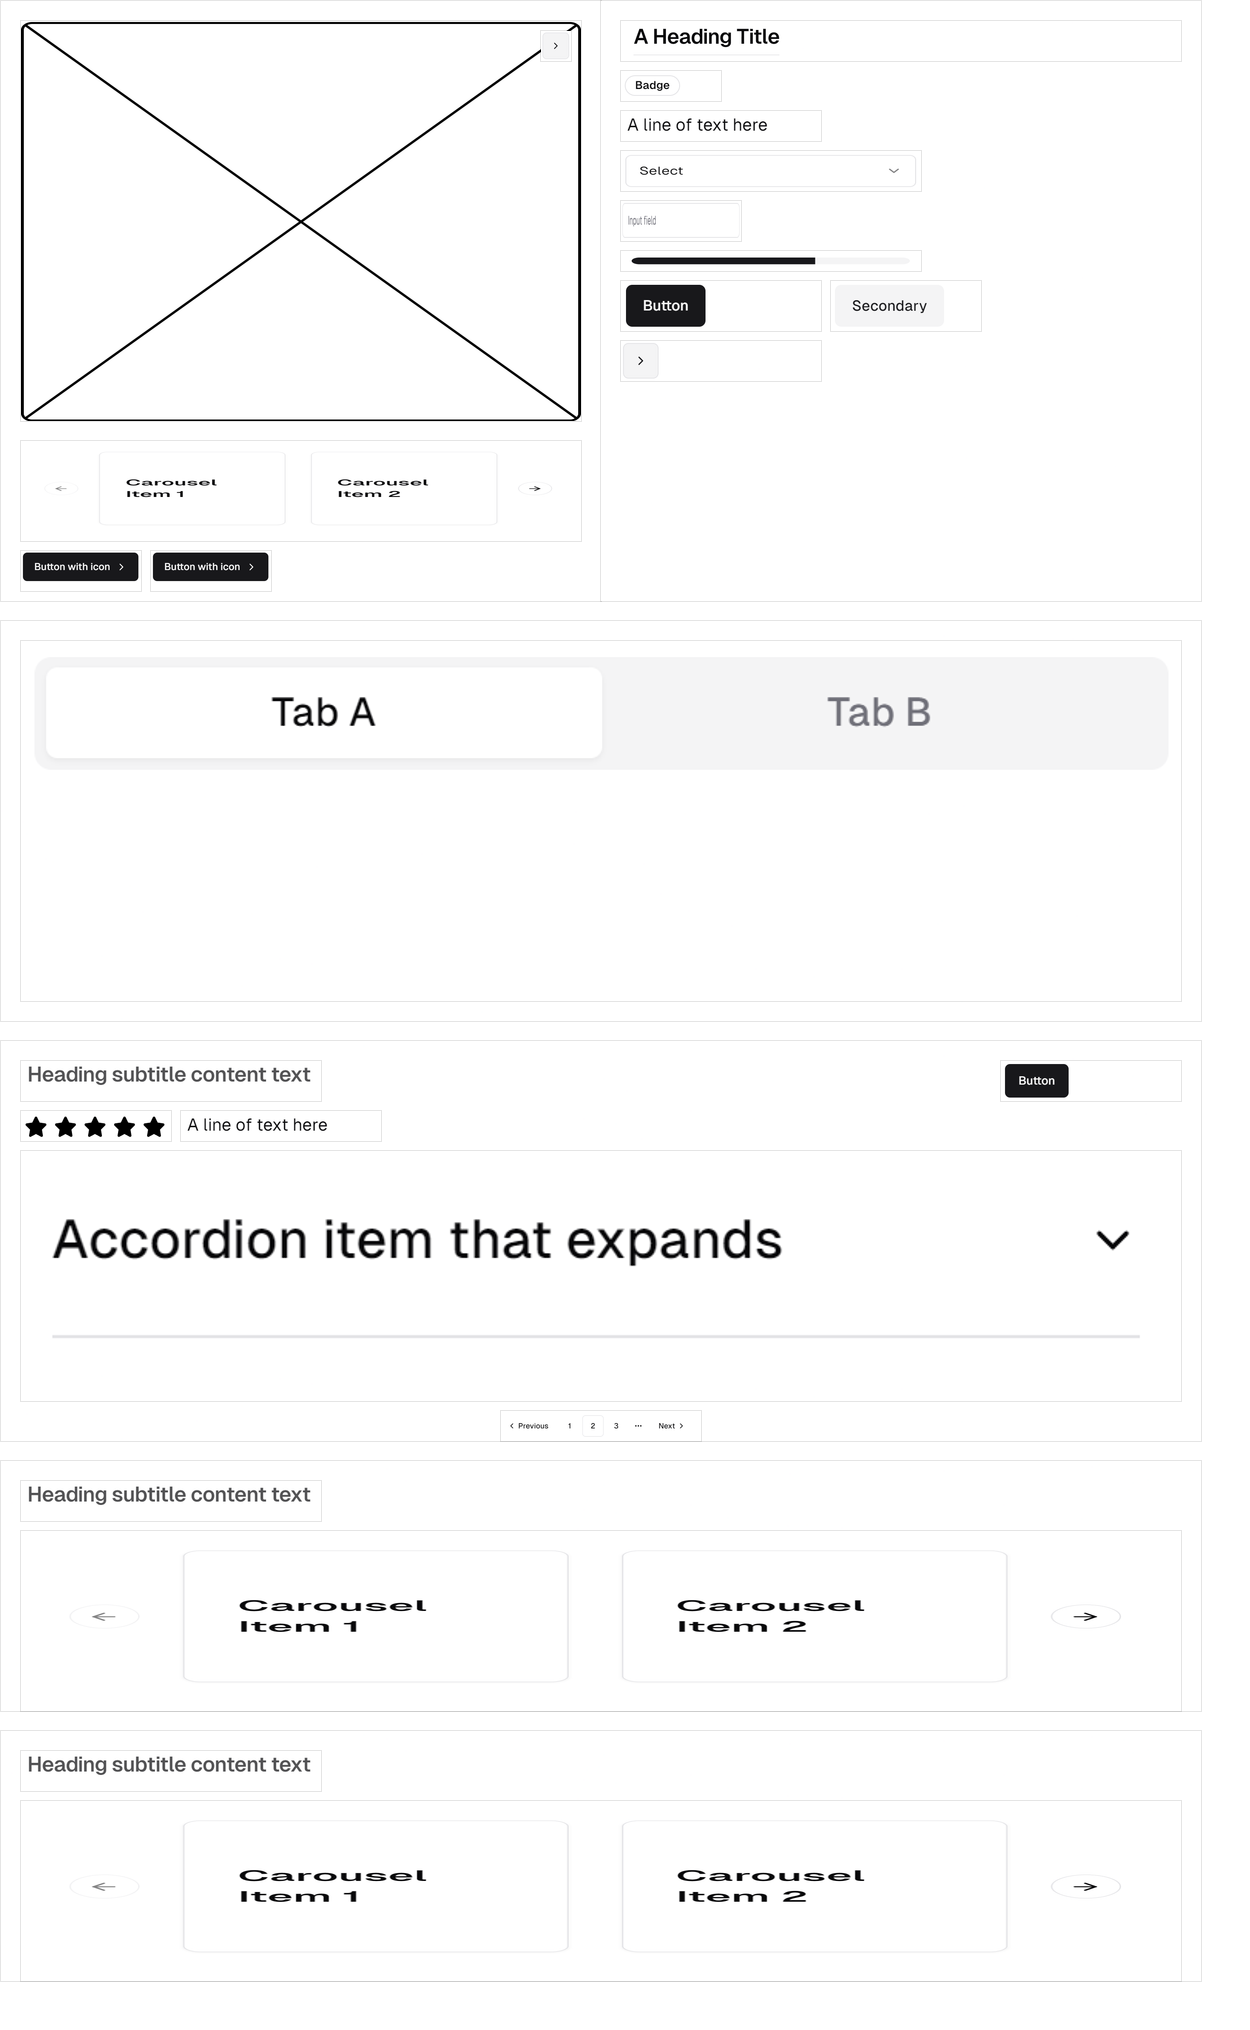 A Heading Title
Badge
A line of text here
Select
Input field
Button
Secondary
Carousel
Item 1
Carousel
Item 2
Button with icon
Button with icon
Tab A
Tab B
Heading subtitle content text
Button
A line of text here
Accordion item that expands
Previous 1 2 3 ... Next
Heading subtitle content text
Carousel
Item 1
Carousel
Item 2
Heading subtitle content text
Carousel
Item 1
Carousel
Item 2